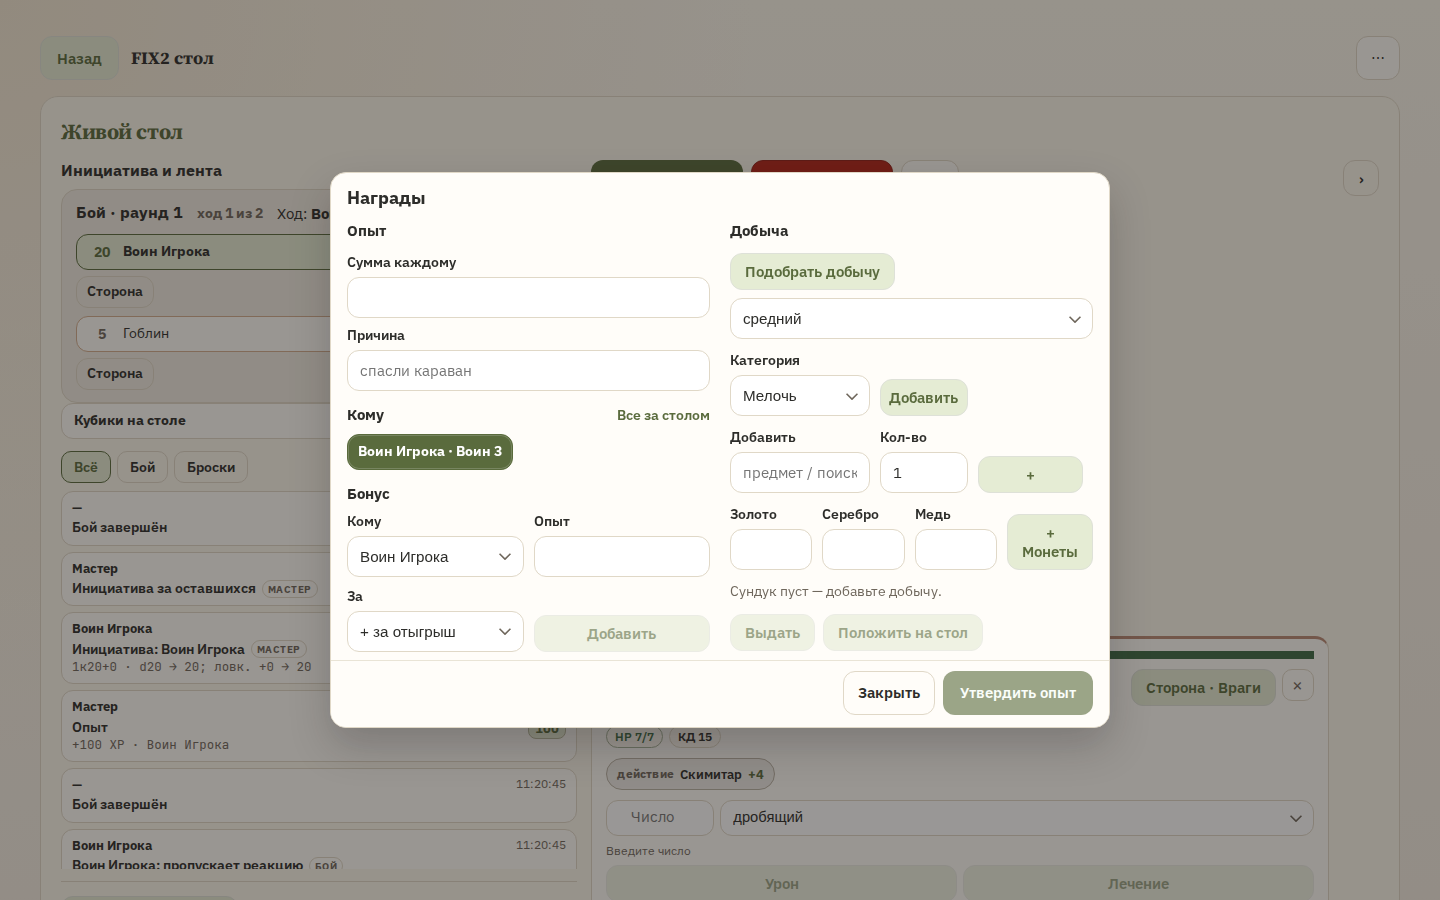 Назад
FIX2 стол
...
Живой стол
Инициатива и лента
›
Бой · раунд 1 ход 1 из 2 Ход: Во
20 Воин Игрока
Сторона
5 Гоблин
Сторона
Кубики на столе
Всё Бой Броски
—
Бой завершён
Мастер
Инициатива за оставшихся МАСТЕР
Воин Игрока
Инициатива: Воин Игрока МАСТЕР
1к20+0 · d20 → 20; ловк. +0 → 20
Мастер
Опыт
100
+100 XP · Воин Игрока
—
11:20:45
Бой завершён
Воин Игрока
11:20:45
Воин Игрока: пропускает реакцию БОЙ
Награды
Опыт
Сумма каждому
Причина
спасли караван
Кому
Все за столом
Воин Игрока · Воин 3
Бонус
Кому
Опыт
Воин Игрока
За
+ за отыгрыш
Добавить
Добыча
Подобрать добычу
средний
Категория
Мелочь
Добавить
Добавить
Кол-во
предмет / поиск
1
+
Золото
Серебро
Медь
+
Монеты
Сундук пуст — добавьте добычу.
Выдать
Положить на стол
Закрыть
Утвердить опыт
Сторона · Враги
×
HP 7/7
КД 15
действие Скимитар +4
Число
дробящий
Введите число
Урон
Лечение